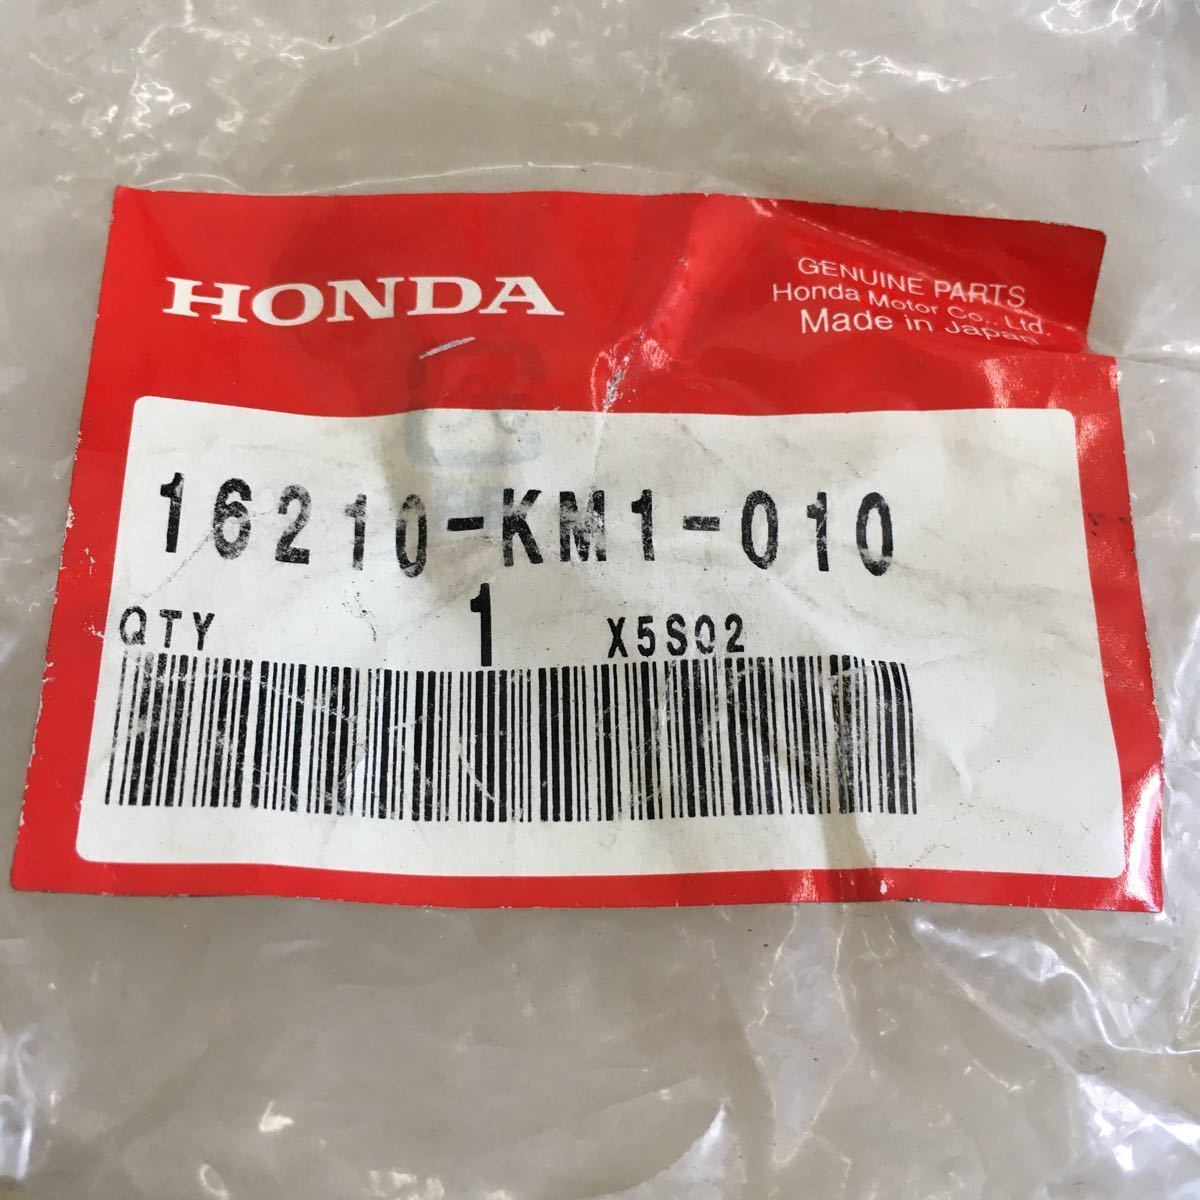 HONDA
GENUINE PARTS
Honda Motor Co., Ltd.
Made in Japan
16210-KM1-010
QTY 1 X5S02